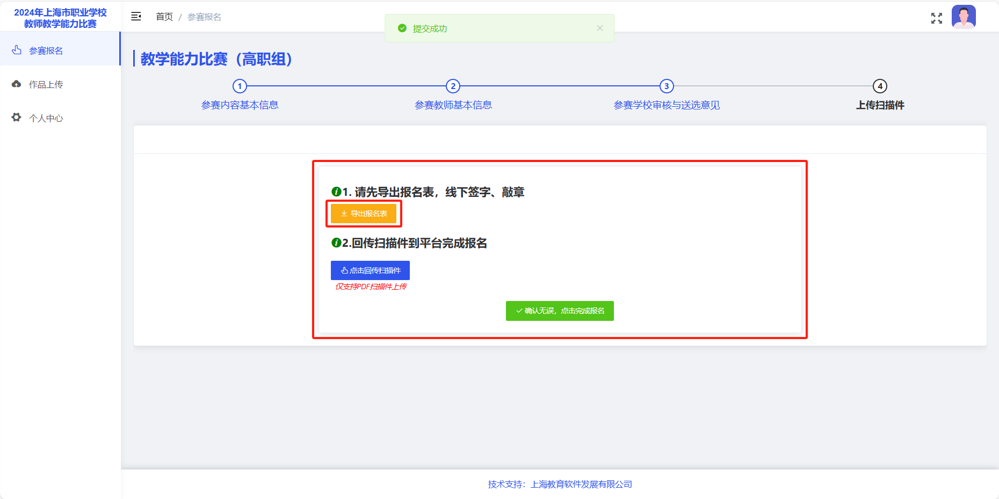 2024年上海市职业学校
教师教学能力比赛
首页 / 参赛报名
提交成功
参赛报名
作品上传
个人中心
教学能力比赛（高职组）
1
2
3
4
参赛内容基本信息
参赛教师基本信息
参赛学校审核与送选意见
上传扫描件
1. 请先导出报名表，线下签字、敲章
导出报名表
2.回传扫描件到平台完成报名
点击回传扫描件
仅支持PDF扫描件上传
确认无误，点击完成报名
技术支持：上海教育软件发展有限公司